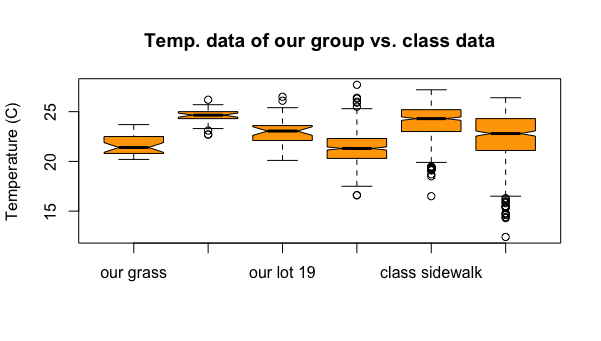 Temp. data of our group vs. class data
Temperature (C)
25
20
15
our grass our lot 19 class sidewalk